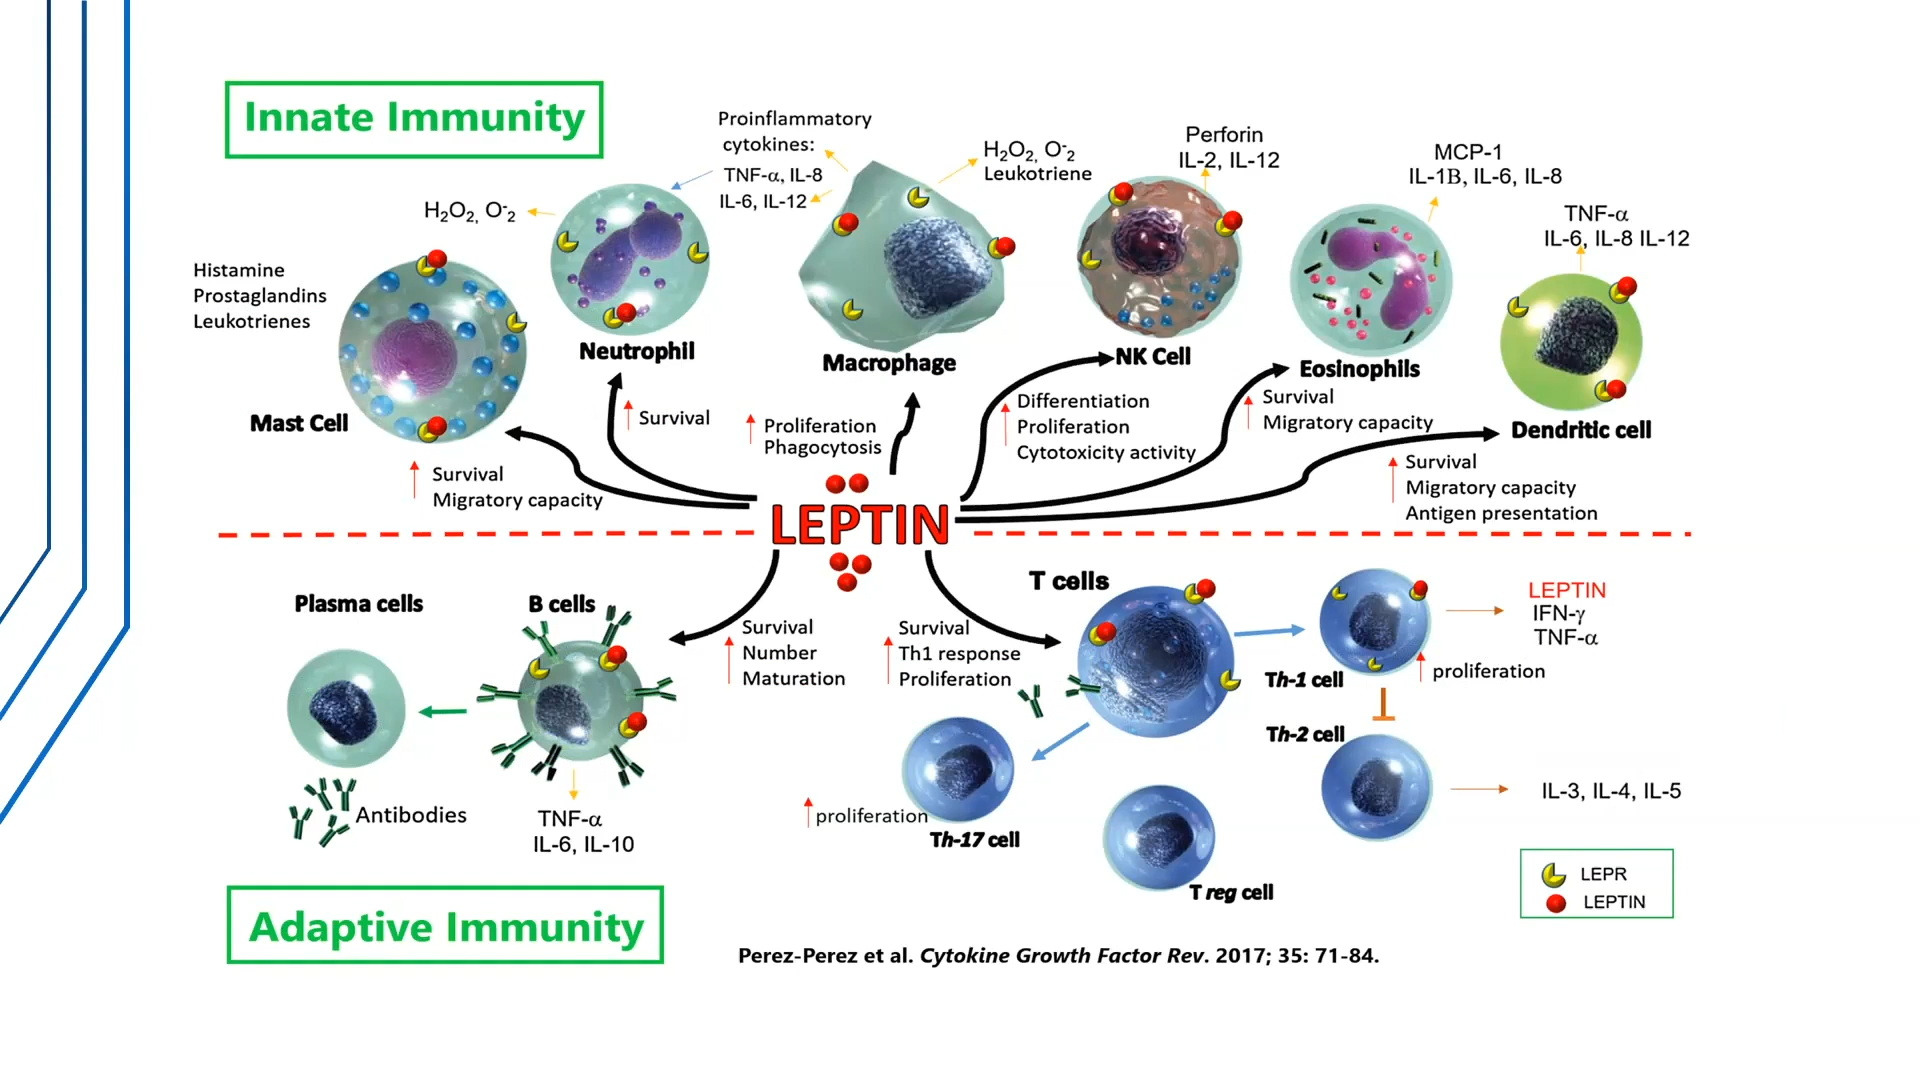 Innate Immunity
Proinflammatory
cytokines:
TNF-α, IL-8
IL-6, IL-12
H₂O₂, O⁻₂
Leukotriene
Perforin
IL-2, IL-12
MCP-1
IL-1B, IL-6, IL-8
TNF-α
IL-6, IL-8 IL-12
H₂O₂, O⁻₂
Histamine
Prostaglandins
Leukotrienes
Mast Cell
Neutrophil
Macrophage
NK Cell
Eosinophils
Dendritic cell
Survival
Migratory capacity
Survival
Proliferation
Phagocytosis
Differentiation
Proliferation
Cytotoxicity activity
Survival
Migratory capacity
Survival
Migratory capacity
Antigen presentation
LEPTIN
Plasma cells
B cells
Survival
Number
Maturation
Survival
Th1 response
Proliferation
T cells
Th-1 cell
LEPTIN
IFN-γ
TNF-α
proliferation
Th-2 cell
IL-3, IL-4, IL-5
Antibodies
TNF-α
IL-6, IL-10
proliferation
Th-17 cell
T reg cell
LEPR
LEPTIN
Adaptive Immunity
Perez-Perez et al. Cytokine Growth Factor Rev. 2017; 35: 71-84.